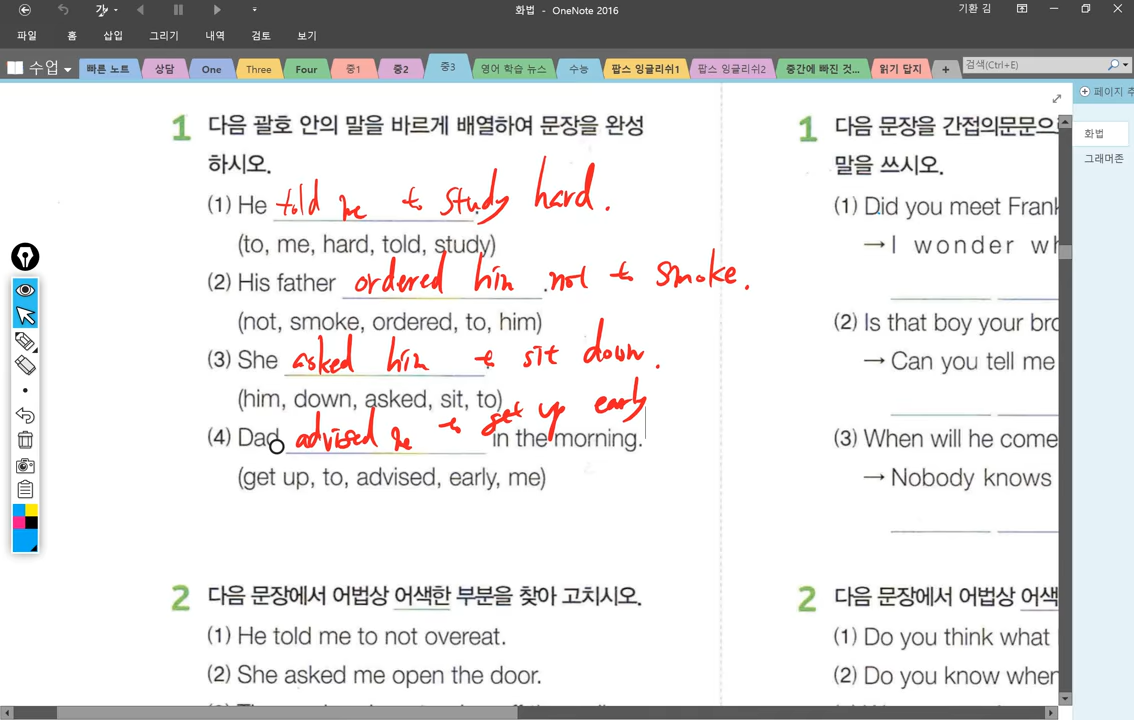 화법 - OneNote 2016
기환 김
파일 홈 삽입 그리기 내역 검토 보기
수업 빠른 노트 상담 One Three Four 중1 중2 중3 영어 학습 뉴스 수능 팝스 잉글리쉬1 팝스 잉글리쉬2 중간에 빠진 것... 읽기 답지 + 검색(Ctrl+E)
페이지 추
화법
그래머존
1 다음 괄호 안의 말을 바르게 배열하여 문장을 완성
하시오.
(1) He told me to study hard.
(to, me, hard, told, study)
(2) His father ordered him not to smoke.
(not, smoke, ordered, to, him)
(3) She asked him to sit down.
(him, down, asked, sit, to)
(4) Dad advised me to get up early in the morning.
(get up, to, advised, early, me)
2 다음 문장에서 어법상 어색한 부분을 찾아 고치시오.
(1) He told me to not overeat.
(2) She asked me open the door.
1 다음 문장을 간접의문문으
말을 쓰시오.
(1) Did you meet Frank
→ I wonder wh
(2) Is that boy your bro
→ Can you tell me
(3) When will he come
→ Nobody knows
2 다음 문장에서 어법상 어색
(1) Do you think what
(2) Do you know when